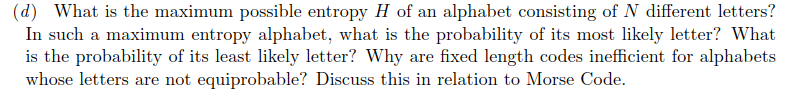 (d) What is the maximum possible entropy H of an alphabet consisting of N different letters?
In such a maximum entropy alphabet, what is the probability of its most likely letter? What
is the probability of its least likely letter? Why are fixed length codes inefficient for alphabets
whose letters are not equiprobable? Discuss this in relation to Morse Code.